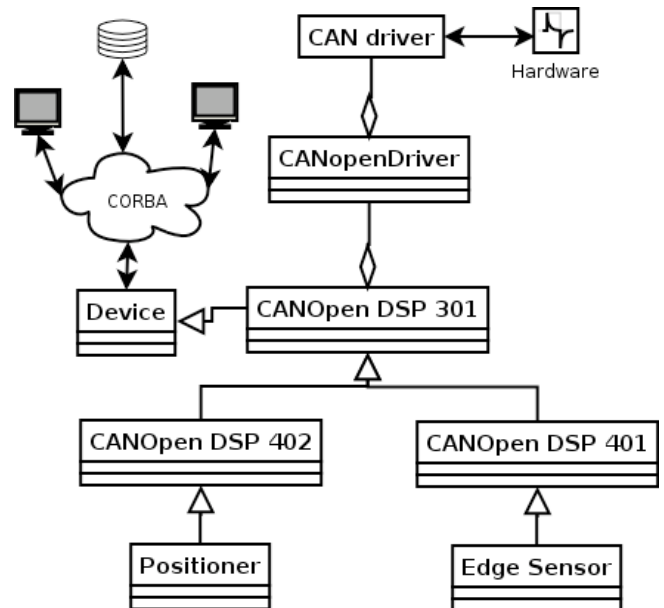 CAN driver
Hardware
CANopenDriver
CORBA
Device
CANOpen DSP 301
CANOpen DSP 402
CANOpen DSP 401
Positioner
Edge Sensor